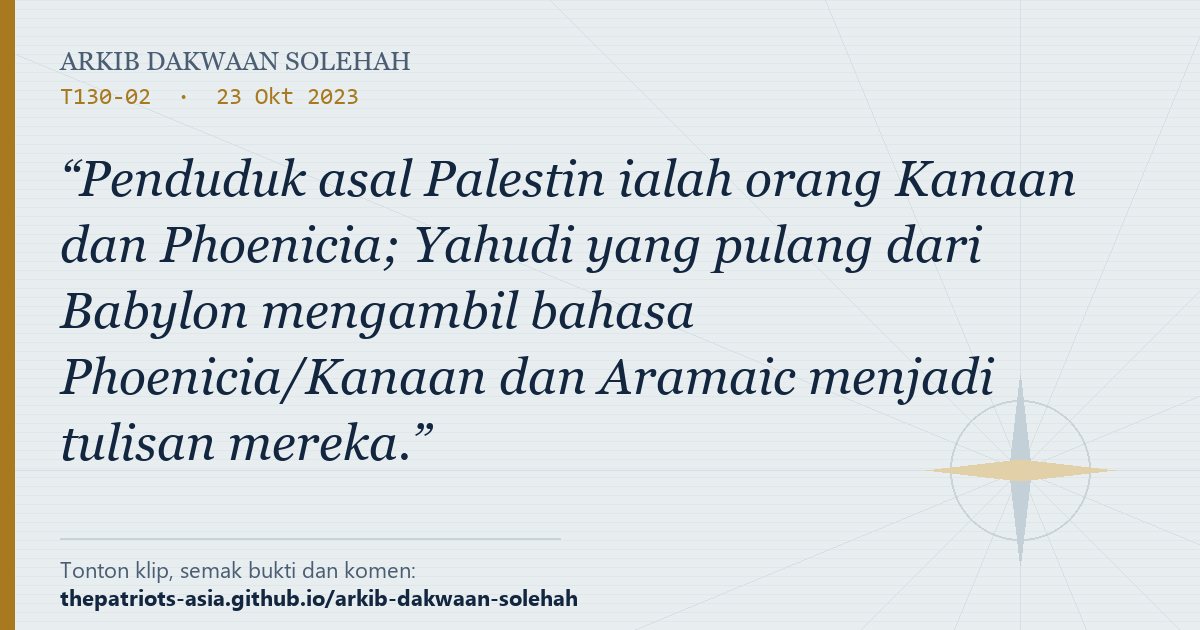 ARKIB DAKWAAN SOLEHAH
T130-02 · 23 Okt 2023
“Penduduk asal Palestin ialah orang Kanaan
dan Phoenicia; Yahudi yang pulang dari
Babylon mengambil bahasa
Phoenicia/Kanaan dan Aramaic menjadi
tulisan mereka.”
Tonton klip, semak bukti dan komen:
thepatriots-asia.github.io/arkib-dakwaan-solehah